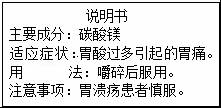 说明书
主要成分：碳酸镁
适应症状：胃酸过多引起的胃痛。
用　　法：嚼碎后服用。
注意事项：胃溃疡患者慎服。